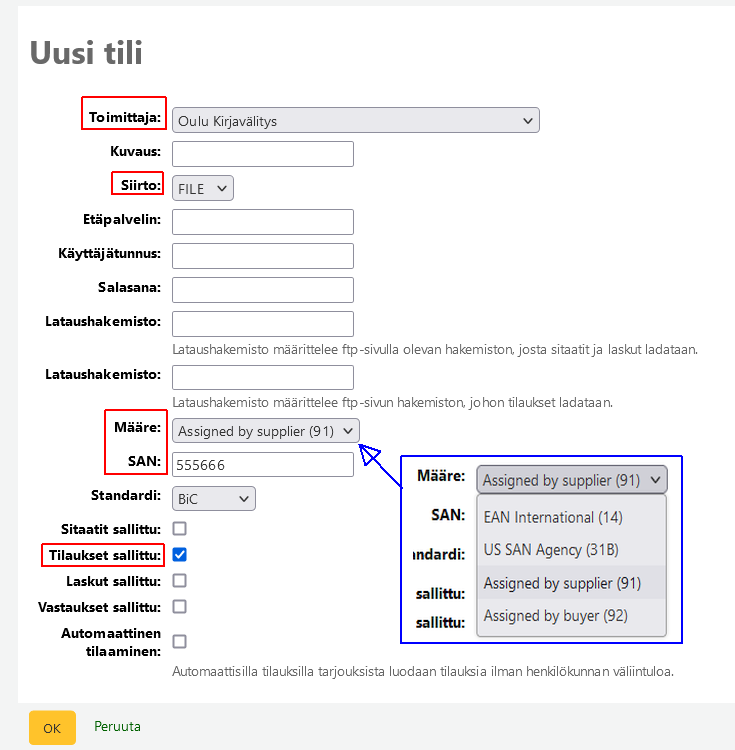 Uusi tili
Toimittaja: Oulu Kirjavälitys
Kuvaus:
Siirto: FILE
Etäpalvelin:
Käyttäjätunnus:
Salasana:
Lataushakemisto:
Lataushakemisto määrittelee ftp-sivulla olevan hakemiston, josta sitaatit ja laskut ladataan.
Lataushakemisto:
Lataushakemisto määrittelee ftp-sivun hakemiston, johon tilaukset ladataan.
Määre: Assigned by supplier (91)
SAN: 555666
Standardi: BiC
Sitaatit sallittu:
Tilaukset sallittu:
Laskut sallittu:
Vastaukset sallittu:
Automaattinen
tilaaminen:
Automaattisilla tilauksilla tarjouksista luodaan tilauksia ilman henkilökunnan väliintuloa.
Määre: Assigned by supplier (91)
SAN: EAN International (14)
US SAN Agency (31B)
ndardi:
Assigned by supplier (91)
sallittu:
Assigned by buyer (92)
sallittu:
OK Peruuta